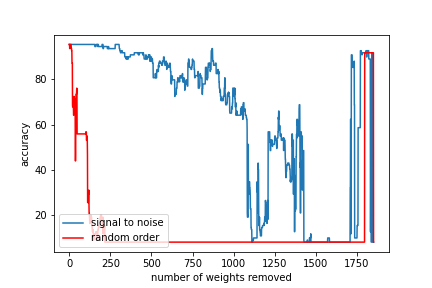 accuracy
80
60
40
20
signal to noise
random order
0 250 500 750 1000 1250 1500 1750
number of weights removed